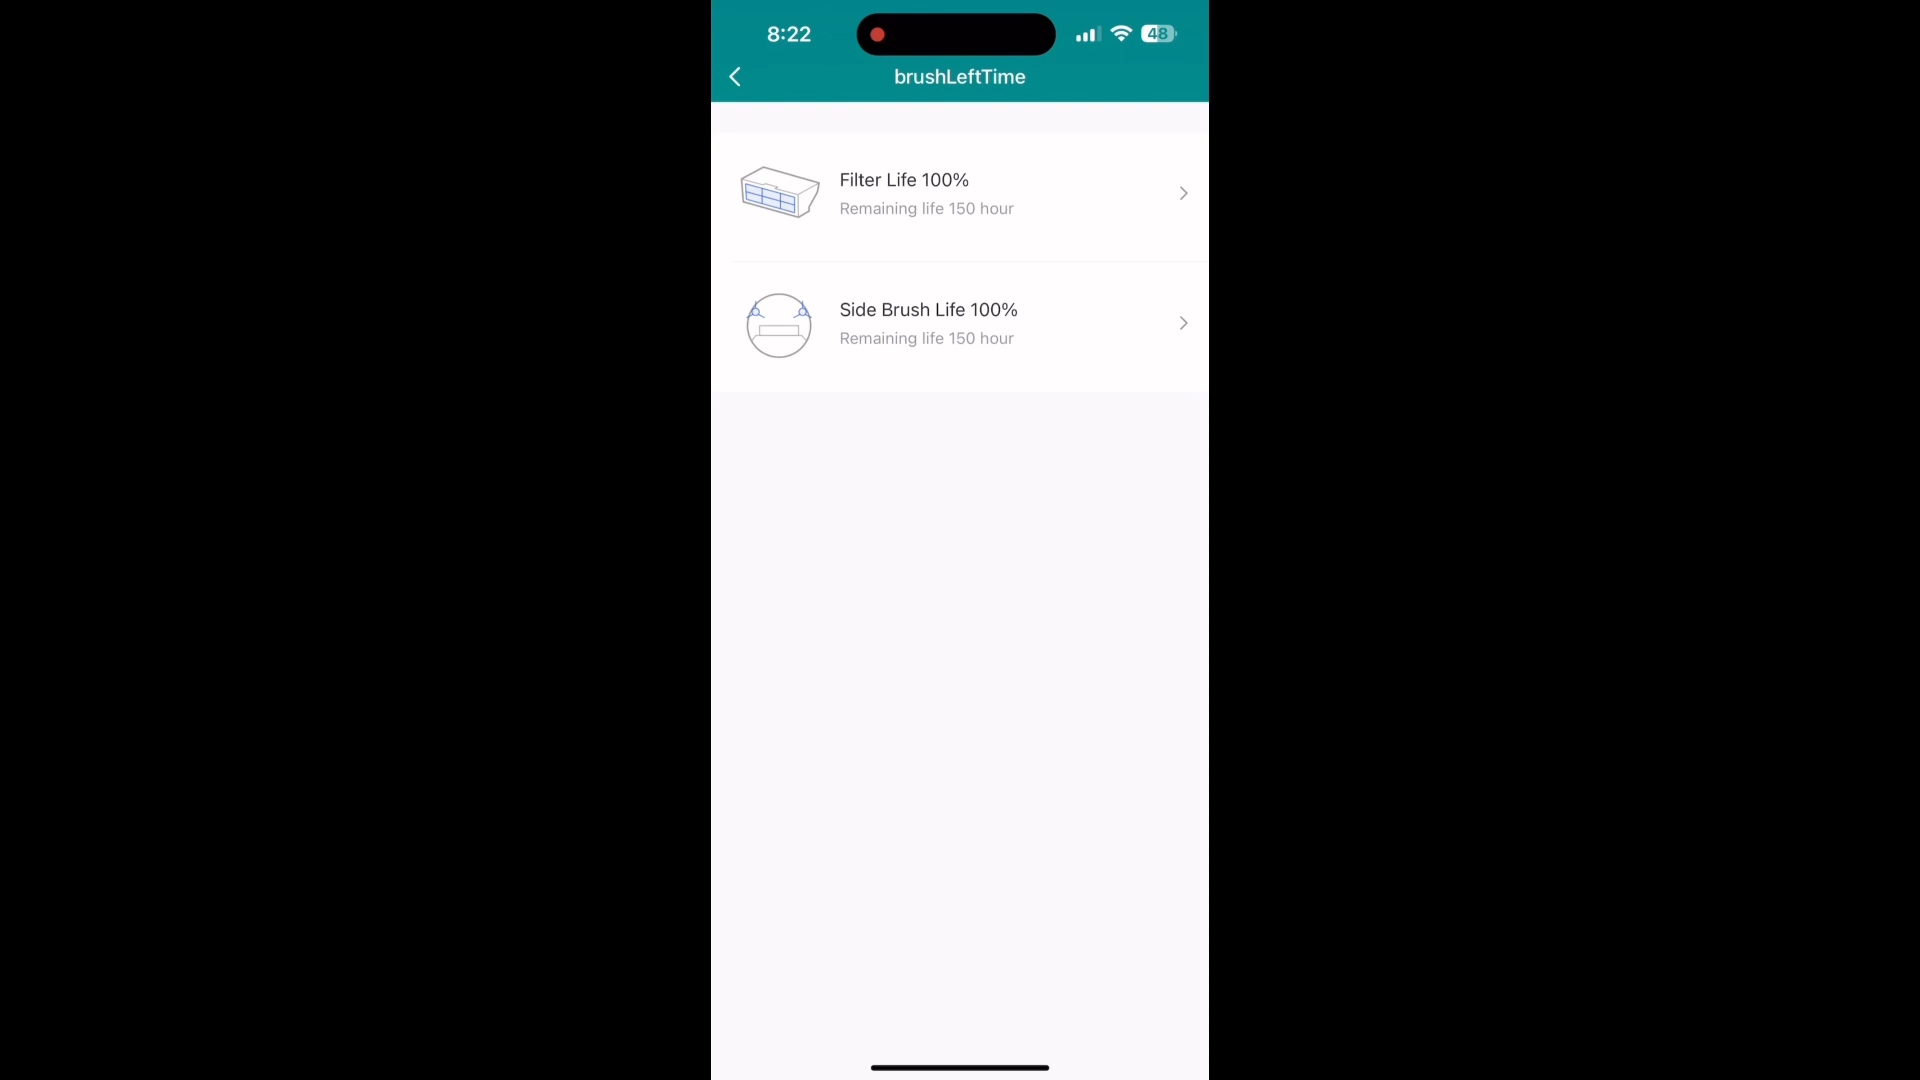 8:22
48
brushLeftTime
Filter Life 100%
Remaining life 150 hour
Side Brush Life 100%
Remaining life 150 hour